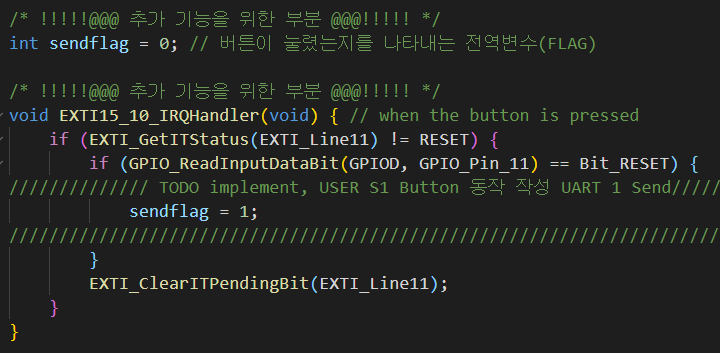 /* !!!!!@@@ 추가 기능을 위한 부분 @@@!!!!! */
int sendflag = 0; // 버튼이 눌렸는지를 나타내는 전역변수(FLAG)
/* !!!!!@@@ 추가 기능을 위한 부분 @@@!!!!! */
void EXTI15_10_IRQHandler(void) { // when the button is pressed
if (EXTI_GetITStatus(EXTI_Line11) != RESET) {
if (GPIO_ReadInputDataBit(GPIOD, GPIO_Pin_11) == Bit_RESET) {
////////////// TODO implement, USER S1 Button 동작 작성 UART 1 Send/////
sendflag = 1;
///////////////////////////////////////////////////////////////////////
}
EXTI_ClearITPendingBit(EXTI_Line11);
}
}